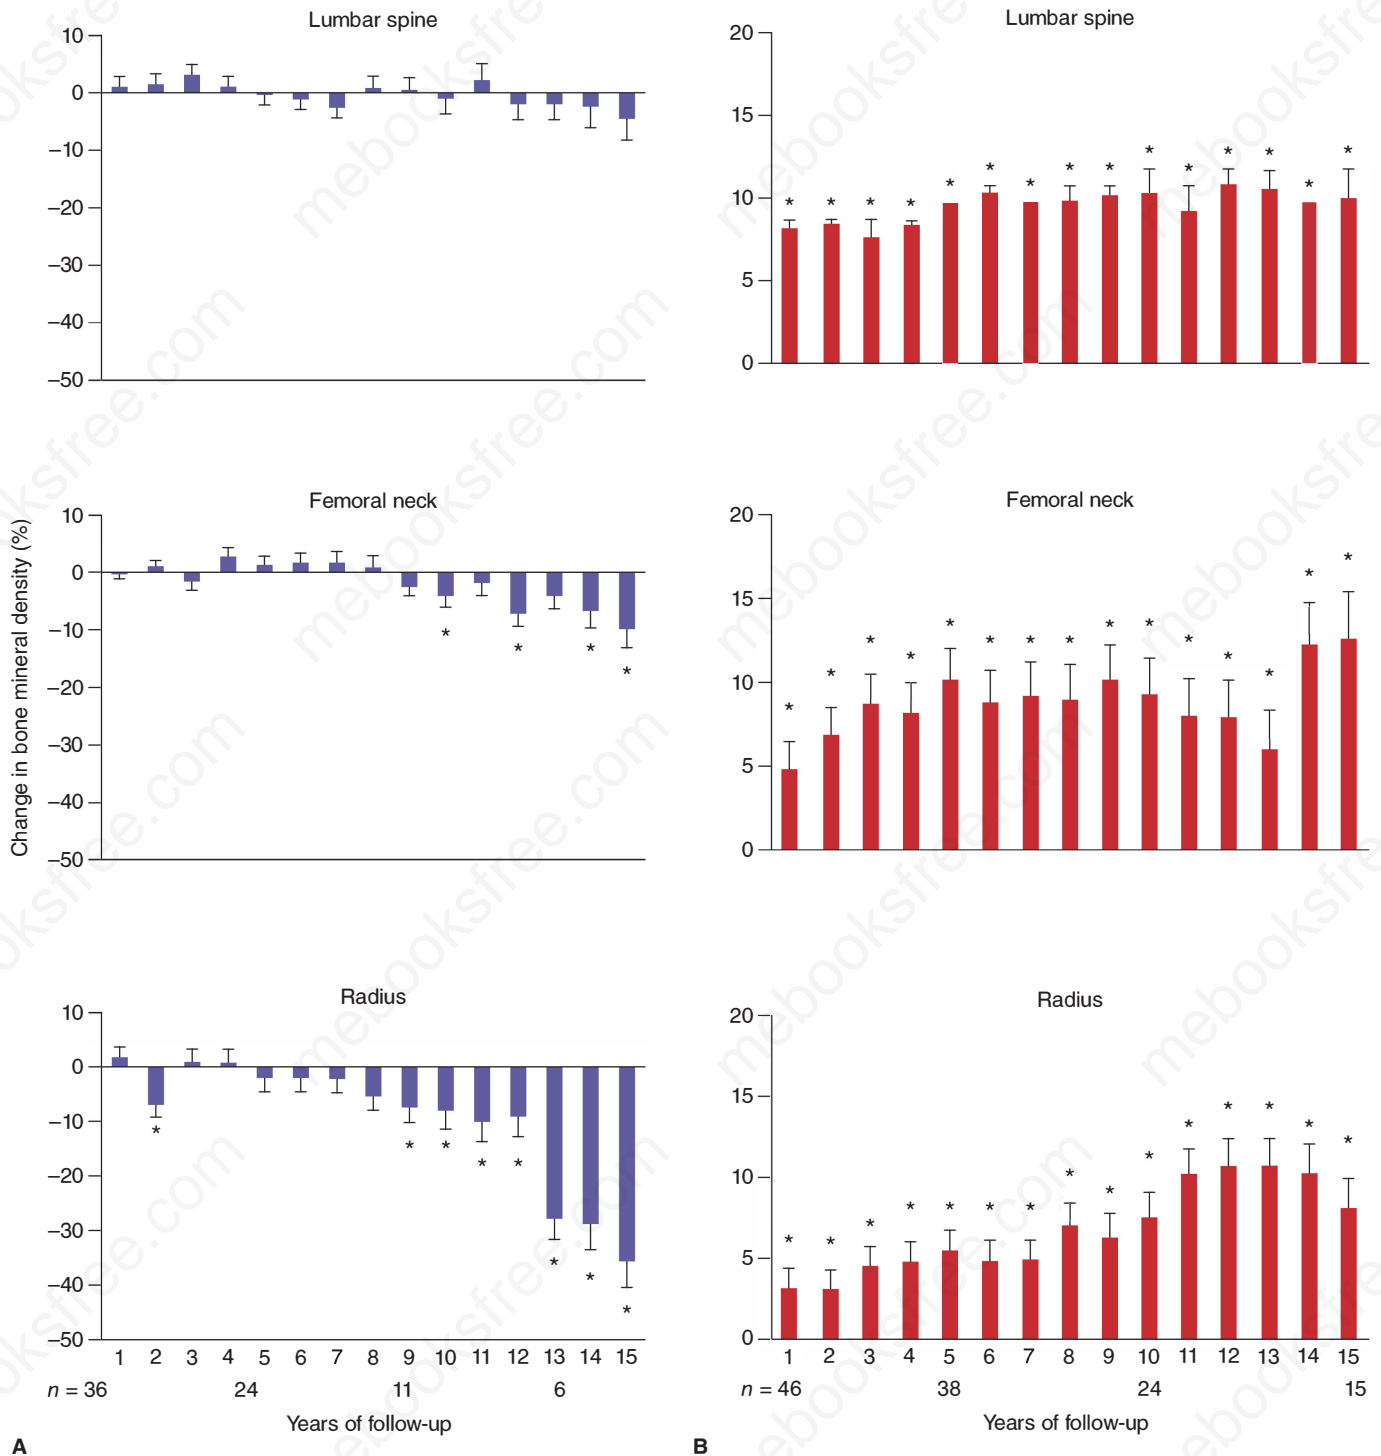 Lumbar spine
10
0
–10
–20
–30
–40
–50
Femoral neck
10
0
–10
–20
–30
–40
–50
* * * *
Change in bone mineral density (%)
Radius
10
0
–10
–20
–30
–40
–50
* * * * * * * *
1 2 3 4 5 6 7 8 9 10 11 12 13 14 15
n = 36 24 11 6
Years of follow-up
A
Lumbar spine
20
15
10
5
0
* * * * * * * * * * * * * * *
Femoral neck
20
15
10
5
0
* * * * * * * * * * * * * * *
Radius
20
15
10
5
0
* * * * * * * * * * * * * * *
1 2 3 4 5 6 7 8 9 10 11 12 13 14 15
n = 46 38 24 15
Years of follow-up
B
mebooksfree.com